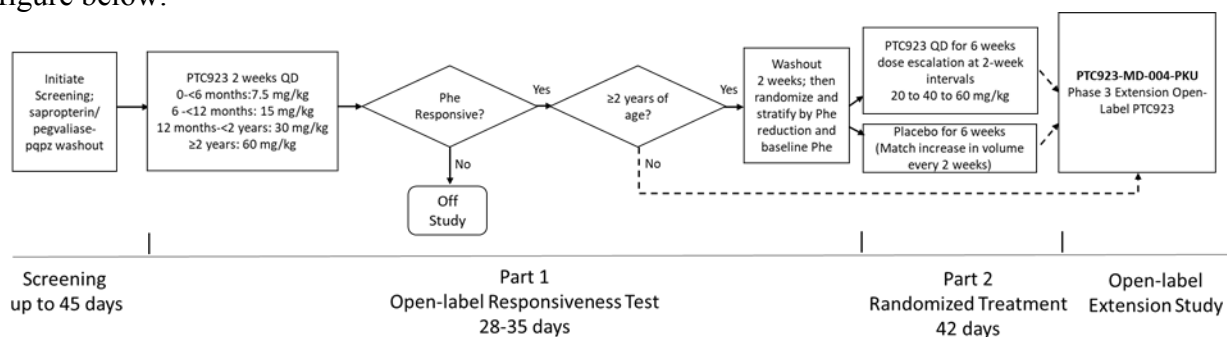 figure below.
Initiate
Screening;
sapropterin/
pegvaliase-
pqpz washout
PTC923 2 weeks QD
0-<6 months:7.5 mg/kg
6 -<12 months: 15 mg/kg
12 months-<2 years: 30 mg/kg
≥2 years: 60 mg/kg
Phe
Responsive?
Yes
No
Off
Study
≥2 years of
age?
Yes
No
Washout
2 weeks; then
randomize and
stratify by Phe
reduction and
baseline Phe
PTC923 QD for 6 weeks
dose escalation at 2-week
intervals
20 to 40 to 60 mg/kg
Placebo for 6 weeks
(Match increase in volume
every 2 weeks)
PTC923-MD-004-PKU
Phase 3 Extension Open-
Label PTC923
Screening
up to 45 days
Part 1
Open-label Responsiveness Test
28-35 days
Part 2
Randomized Treatment
42 days
Open-label
Extension Study